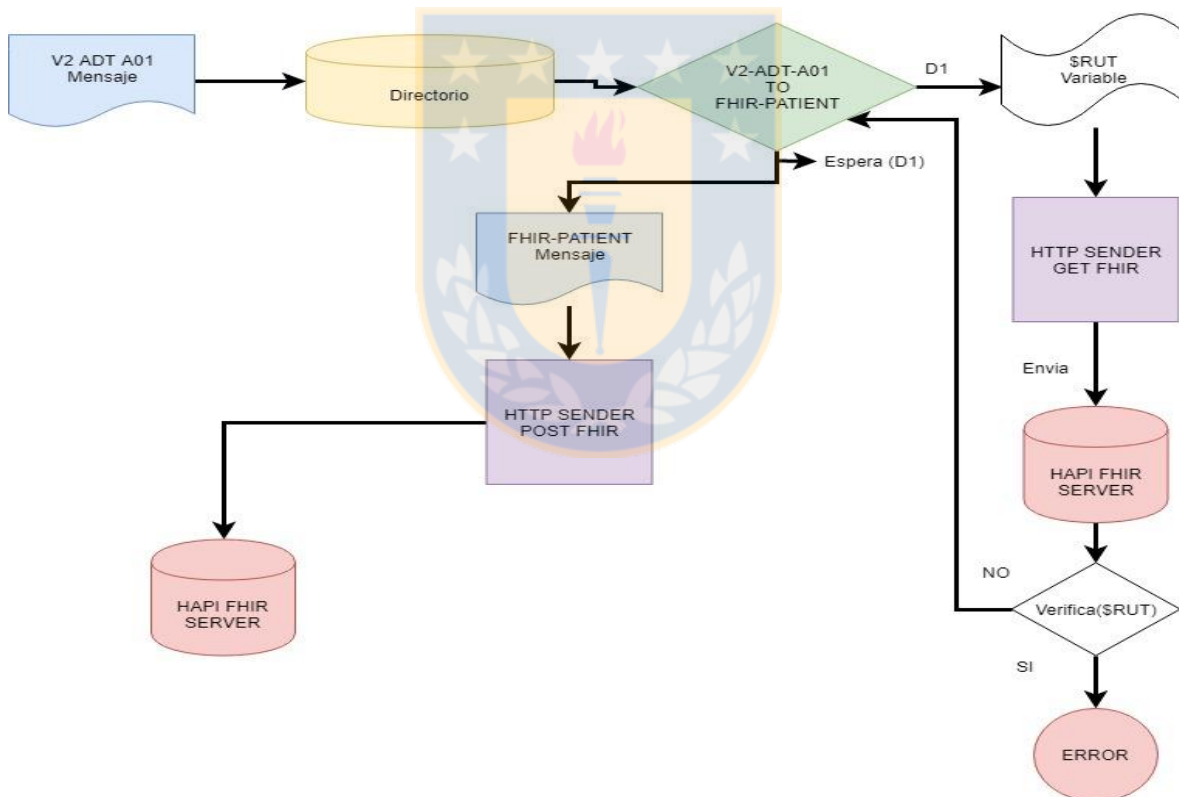 V2 ADT A01
Mensaje
Directorio
V2-ADT-A01
TO
FHIR-PATIENT
D1
$RUT
Variable
Espera (D1)
FHIR-PATIENT
Mensaje
HTTP SENDER
GET FHIR
HTTP SENDER
POST FHIR
Envia
HAPI FHIR
SERVER
HAPI FHIR
SERVER
NO
Verifica($RUT)
SI
ERROR